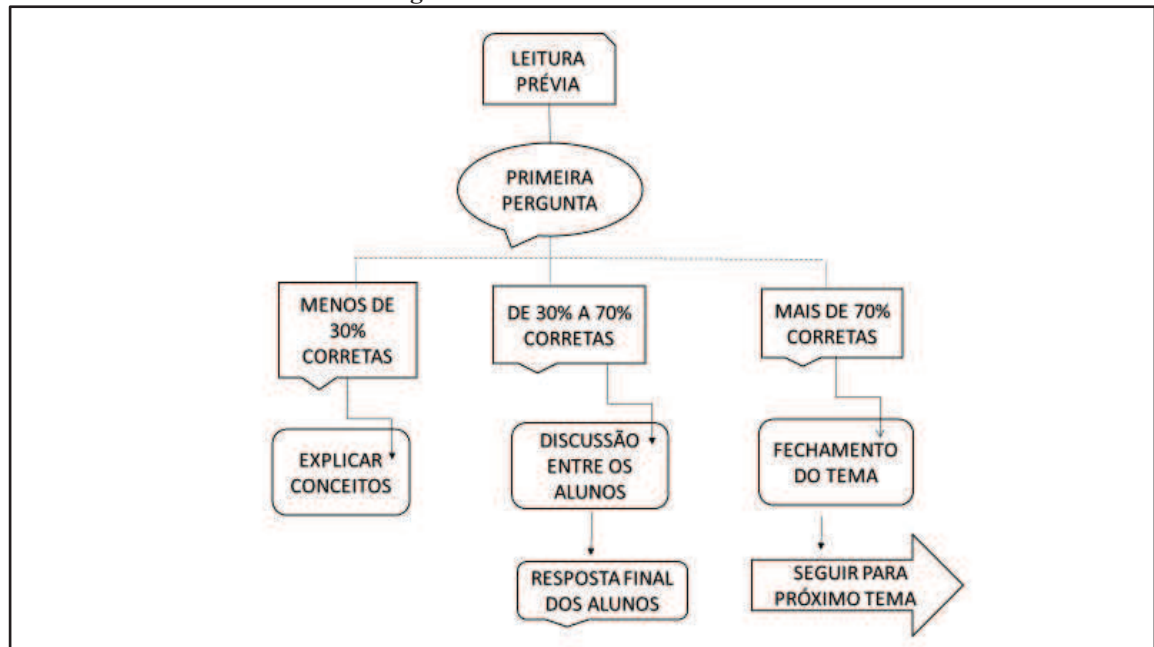 LEITURA
PRÉVIA
PRIMEIRA
PERGUNTA
MENOS DE
30%
CORRETAS
DE 30% A 70%
CORRETAS
MAIS DE 70%
CORRETAS
EXPLICAR
CONCEITOS
DISCUSSÃO
ENTRE OS
ALUNOS
FECHAMENTO
DO TEMA
RESPOSTA FINAL
DOS ALUNOS
SEGUIR PARA
PRÓXIMO TEMA